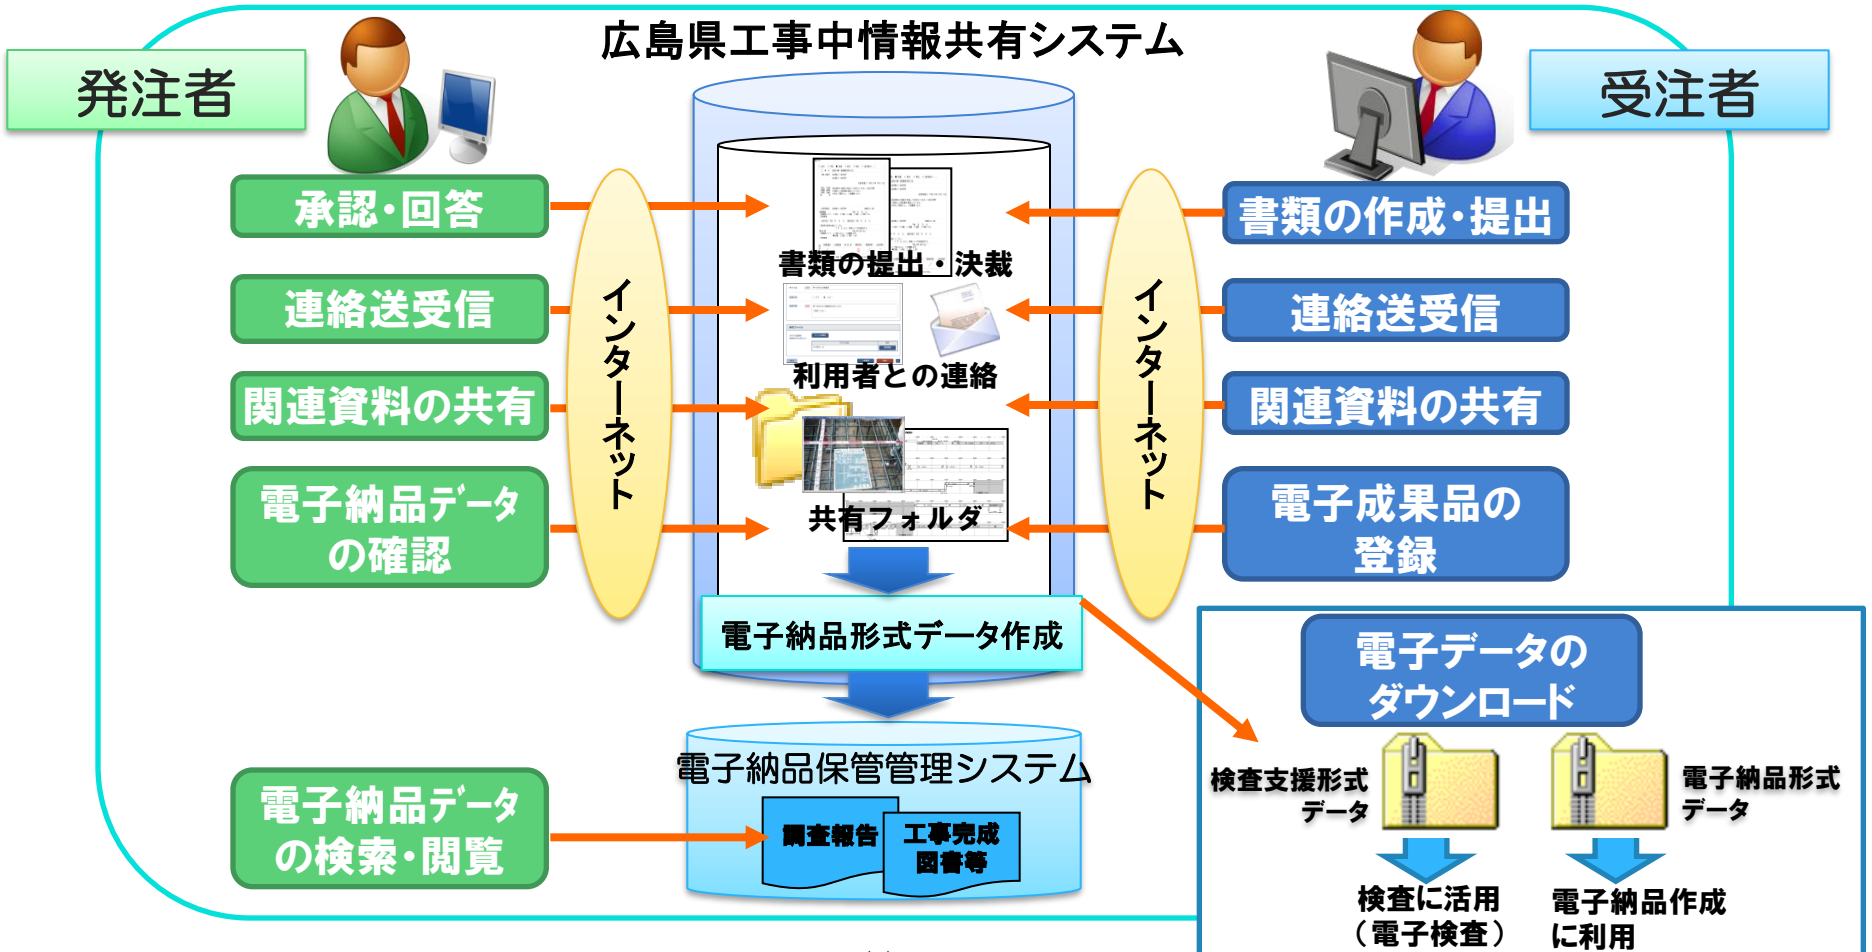 広島県工事中情報共有システム
発注者
受注者
承認・回答
連絡送受信
関連資料の共有
電子納品データ
の確認
電子納品データ
の検索・閲覧
インターネット
書類の提出・決裁
利用者との連絡
共有フォルダ
電子納品形式データ作成
電子納品保管管理システム
調査報告
工事完成
図書等
インターネット
書類の作成・提出
連絡送受信
関連資料の共有
電子成果品の
登録
電子データの
ダウンロード
検査支援形式
データ
電子納品形式
データ
検査に活用
（電子検査）
電子納品作成
に利用